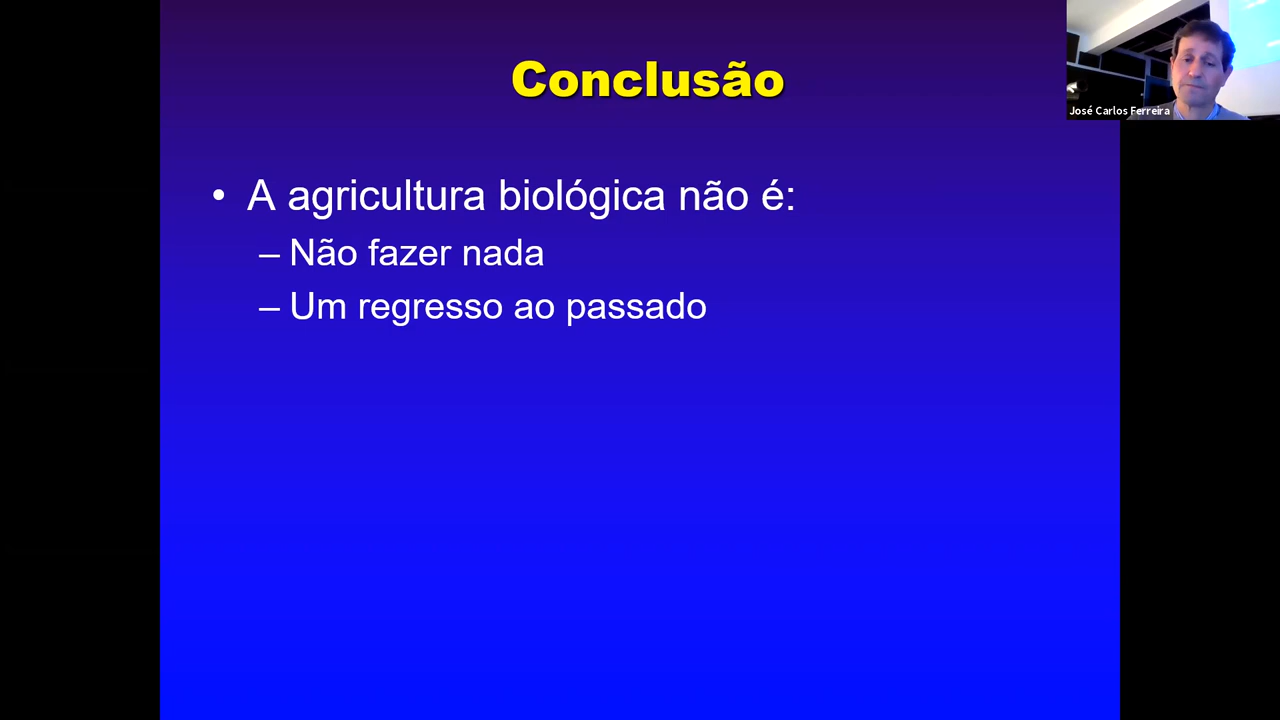 Conclusão
José Carlos Ferreira
• A agricultura biológica não é:
– Não fazer nada
– Um regresso ao passado